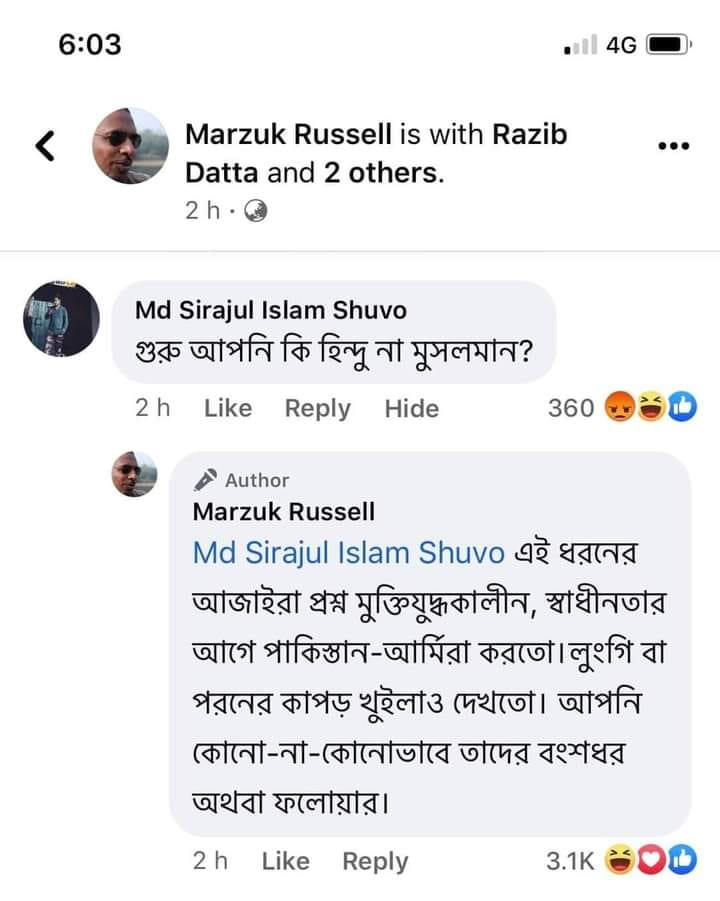 6:03
4G
Marzuk Russell is with Razib
Datta and 2 others.
2 h ·
Md Sirajul Islam Shuvo
গুরু আপনি কি হিন্দু না মুসলমান?
2 h Like Reply Hide 360
Author
Marzuk Russell
Md Sirajul Islam Shuvo এই ধরনের
আজাইরা প্রশ্ন মুক্তিযুদ্ধকালীন, স্বাধীনতার
আগে পাকিস্তান-আর্মিরা করতো।লুংগি বা
পরনের কাপড় খুইলাও দেখতো। আপনি
কোনো-না-কোনোভাবে তাদের বংশধর
অথবা ফলোয়ার।
2 h Like Reply 3.1K